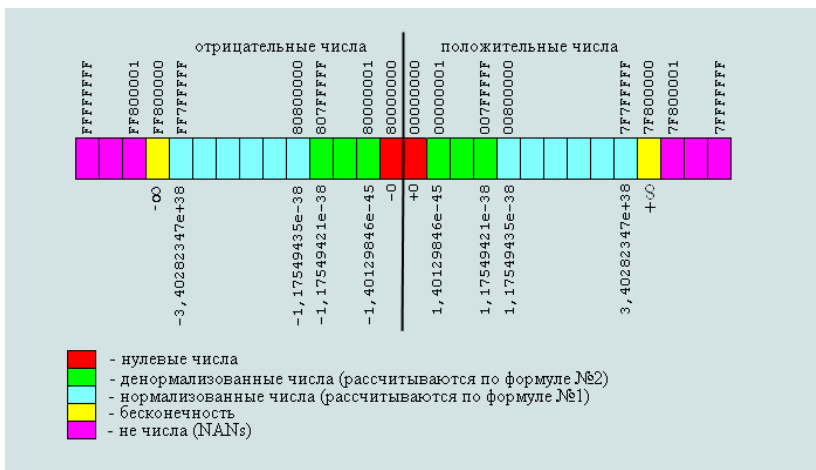 отрицательные числа
положительные числа
FFFFFFFF
FF800001
FF800000
FF7FFFFF
80800000
807FFFFF
80000001
80000000
00000000
00000001
007FFFFF
00800000
7F7FFFFF
7F800000
7F800001
7FFFFFFF
-∞
-3,40282347e+38
-1,17549435e-38
-1,17549421e-38
-1,40129846e-45
-0
+0
1,40129846e-45
1,17549421e-38
1,17549435e-38
3,40282347e+38
+∞
- нулевые числа
- денормализованные числа (рассчитываются по формуле №2)
- нормализованные числа (рассчитываются по формуле №1)
- бесконечность
- не числа (NANs)